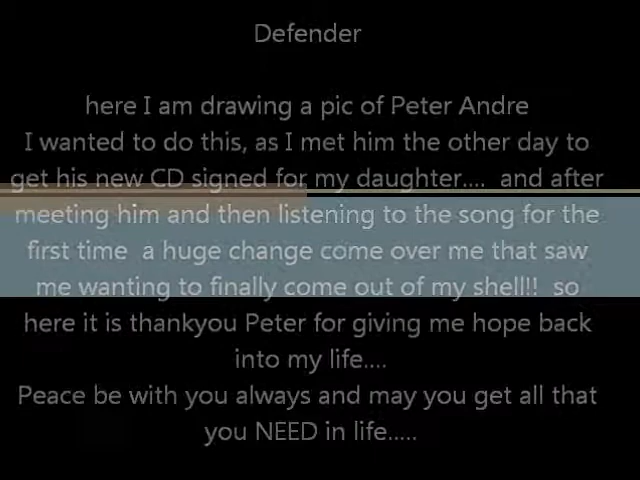 Defender
here I am drawing a pic of Peter Andre
I wanted to do this, as I met him the other day to
get his new CD signed for my daughter.... and after
meeting him and then listening to the song for the
first time a huge change come over me that saw
me wanting to finally come out of my shell!! so
here it is thankyou Peter for giving me hope back
into my life....
Peace be with you always and may you get all that
you NEED in life.....